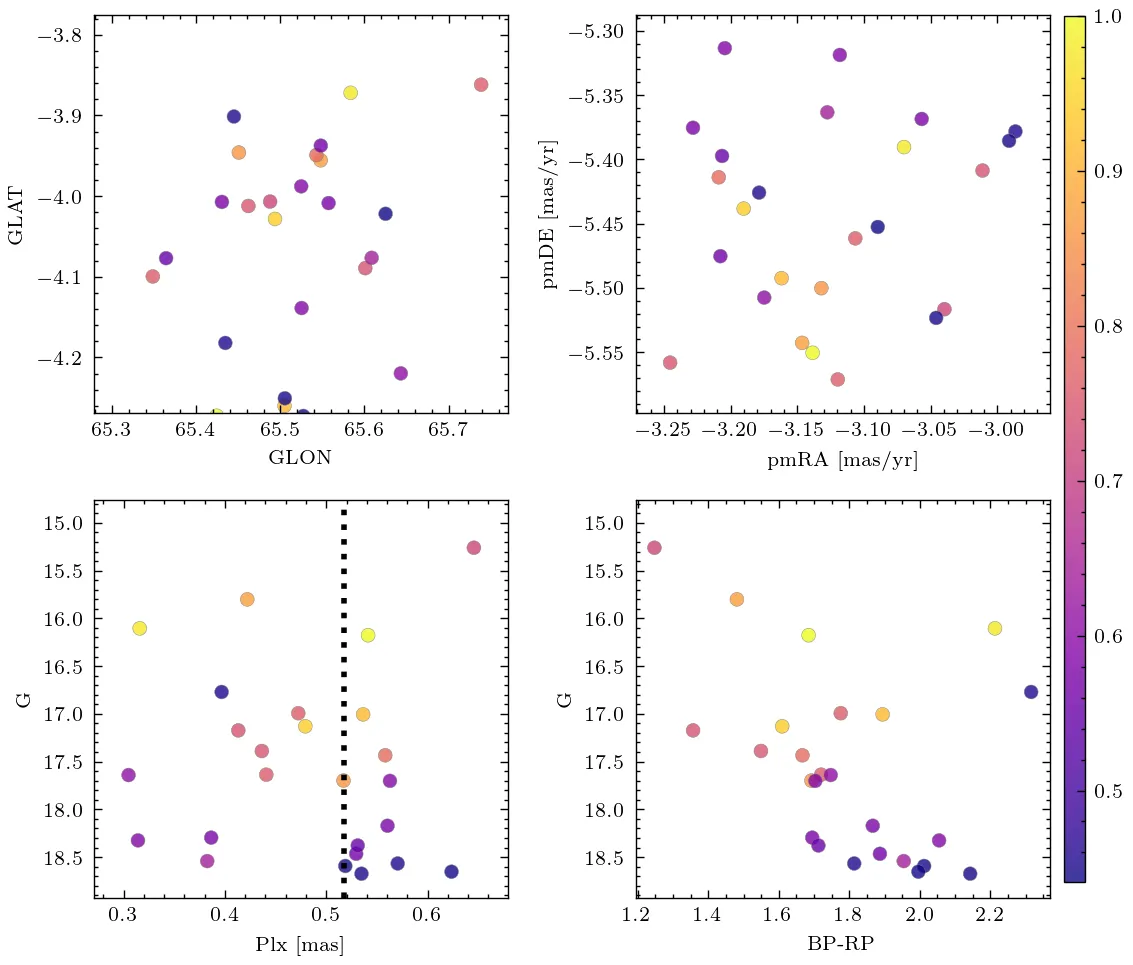 −3.8
−3.9
−4.0
−4.1
−4.2
GLAT
65.3 65.4 65.5 65.6 65.7
GLON
−5.30
−5.35
−5.40
−5.45
−5.50
−5.55
pmDE [mas/yr]
−3.25 −3.20 −3.15 −3.10 −3.05 −3.00
pmRA [mas/yr]
1.0
0.9
0.8
0.7
0.6
0.5
15.0
15.5
16.0
16.5
17.0
17.5
18.0
18.5
G
0.3 0.4 0.5 0.6
Plx [mas]
15.0
15.5
16.0
16.5
17.0
17.5
18.0
18.5
G
1.2 1.4 1.6 1.8 2.0 2.2
BP-RP